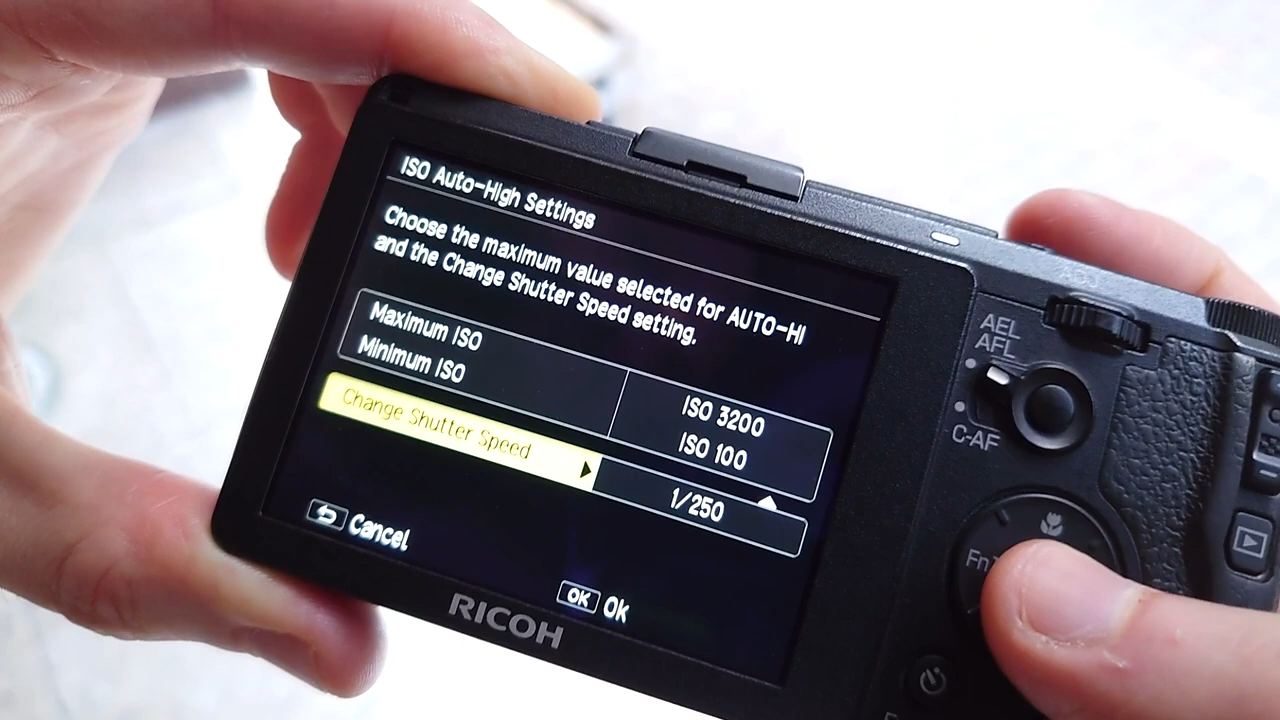 ISO Auto-High Settings
Choose the maximum value selected for AUTO-HI
and the Change Shutter Speed setting.
Maximum ISO
ISO 3200
Minimum ISO
ISO 100
Change Shutter Speed
1/250
Cancel
OK Ok
RICOH
AEL
AFL
C-AF
Fn1